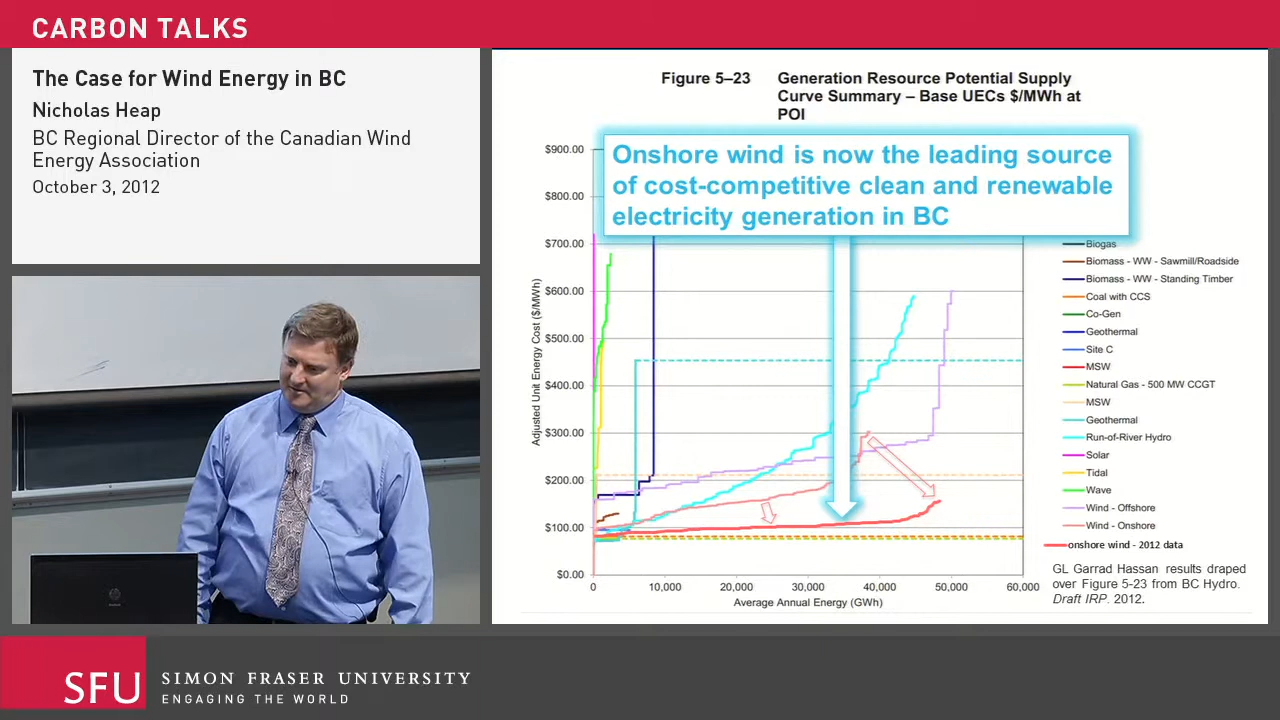 CARBON TALKS
The Case for Wind Energy in BC
Nicholas Heap
BC Regional Director of the Canadian Wind
Energy Association
October 3, 2012
Figure 5–23
Generation Resource Potential Supply
Curve Summary – Base UECs $/MWh at
POI
Onshore wind is now the leading source
of cost-competitive clean and renewable
electricity generation in BC
Adjusted Unit Energy Cost ($/MWh)
$900.00
$800.00
$700.00
$600.00
$500.00
$400.00
$300.00
$200.00
$100.00
$0.00
0
10,000
20,000
30,000
40,000
50,000
60,000
Average Annual Energy (GWh)
Biogas
Biomass - WW - Sawmill/Roadside
Biomass - WW - Standing Timber
Coal with CCS
Co-Gen
Geothermal
Site C
MSW
Natural Gas - 500 MW CCGT
MSW
Geothermal
Run-of-River Hydro
Solar
Tidal
Wave
Wind - Offshore
Wind - Onshore
onshore wind - 2012 data
GL Garrad Hassan results draped
over Figure 5-23 from BC Hydro.
Draft IRP. 2012.
SFU
SIMON FRASER UNIVERSITY
ENGAGING THE WORLD